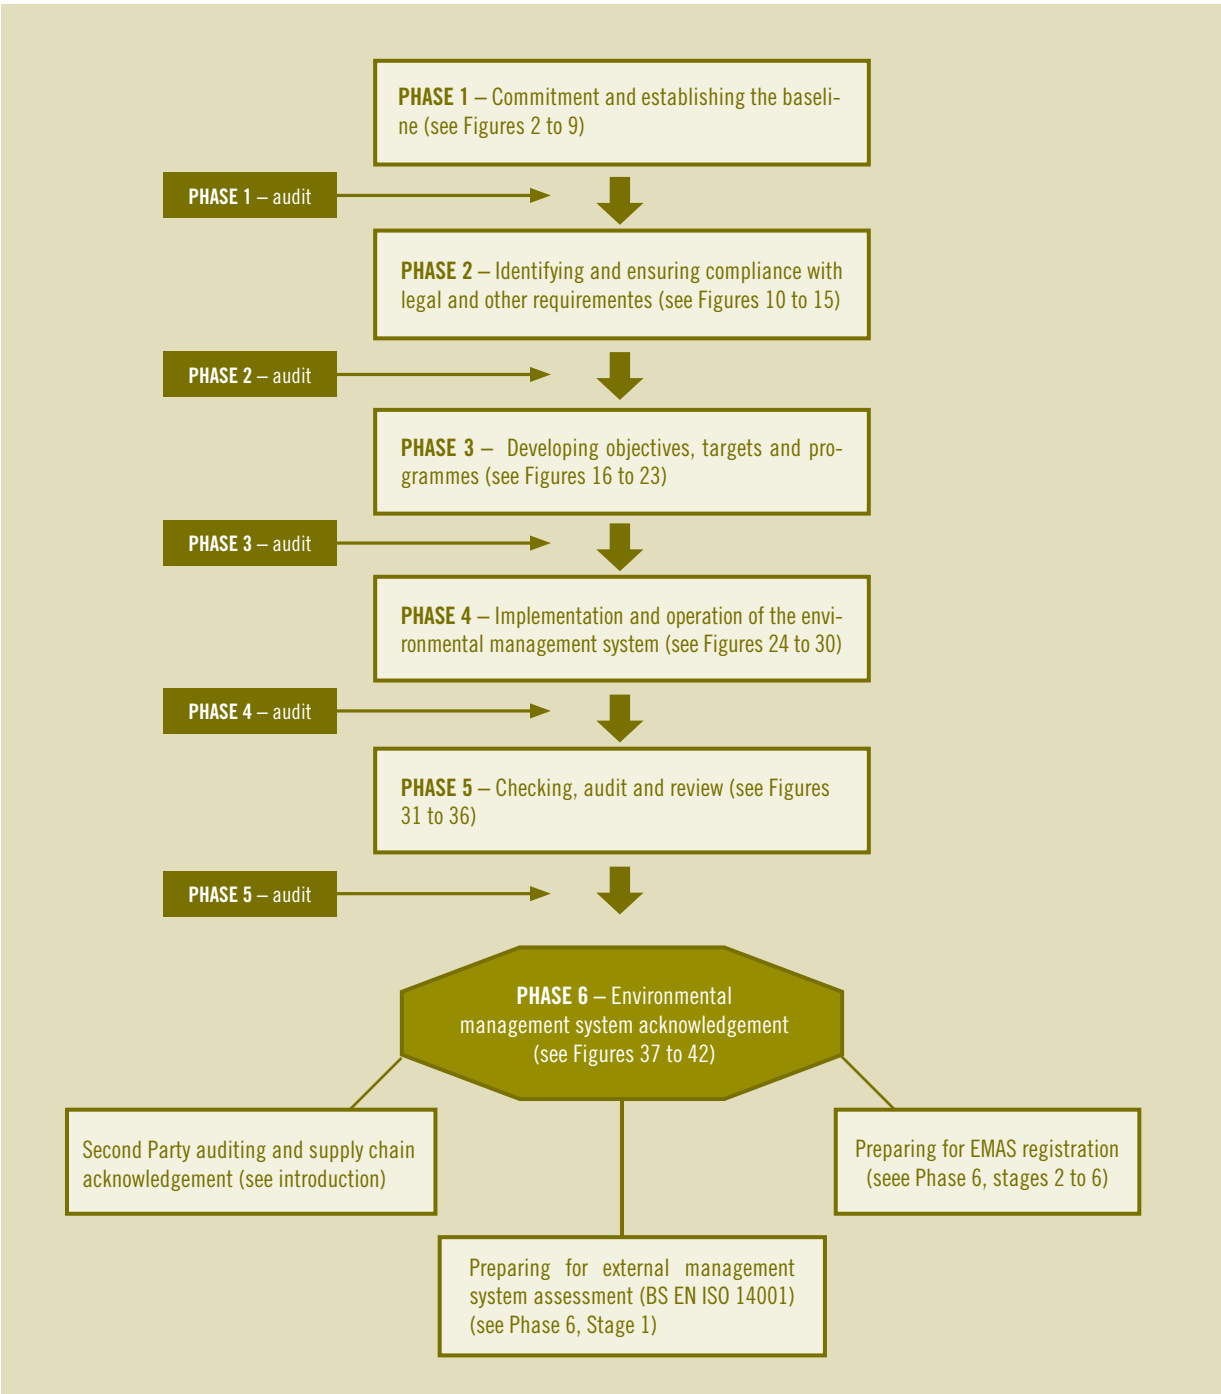 PHASE 1 – Commitment and establishing the baseli-
ne (see Figures 2 to 9)
PHASE 1 – audit
PHASE 2 – Identifying and ensuring compliance with
legal and other requirementes (see Figures 10 to 15)
PHASE 2 – audit
PHASE 3 – Developing objectives, targets and pro-
grammes (see Figures 16 to 23)
PHASE 3 – audit
PHASE 4 – Implementation and operation of the envi-
ronmental management system (see Figures 24 to 30)
PHASE 4 – audit
PHASE 5 – Checking, audit and review (see Figures
31 to 36)
PHASE 5 – audit
PHASE 6 – Environmental
management system acknowledgement
(see Figures 37 to 42)
Second Party auditing and supply chain
acknowledgement (see introduction)
Preparing for EMAS registration
(seee Phase 6, stages 2 to 6)
Preparing for external management
system assessment (BS EN ISO 14001)
(see Phase 6, Stage 1)